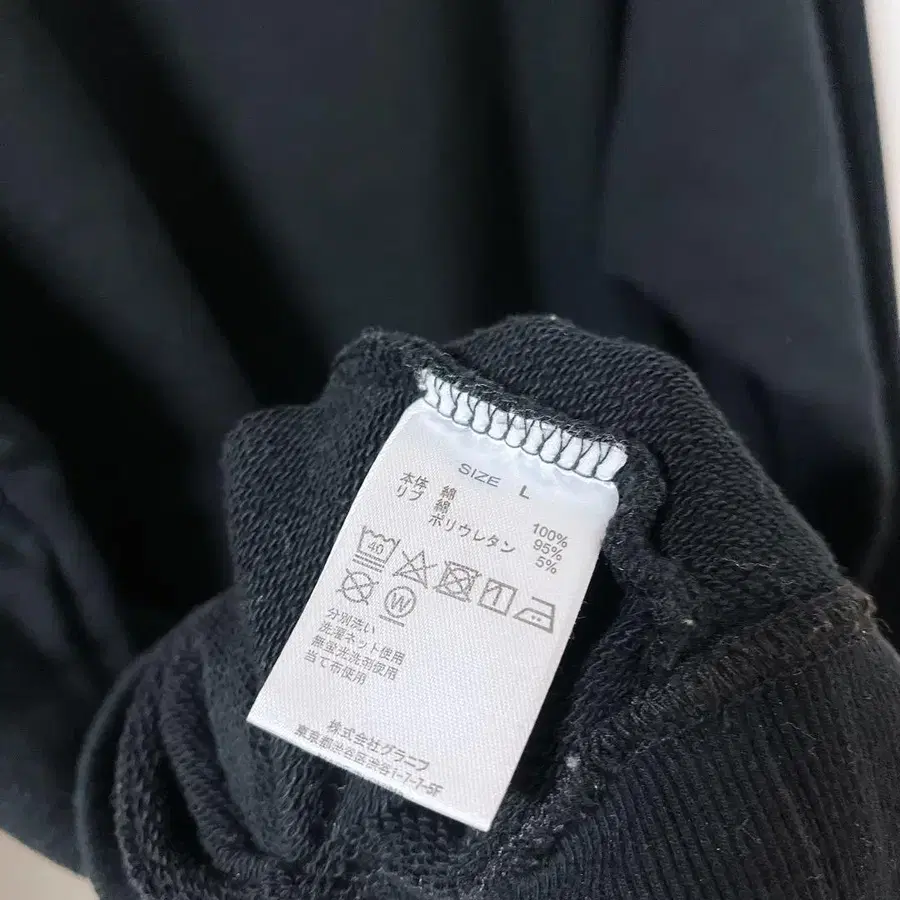 SIZE L
本体 綿 100%
リブ 綿 95%
ポリウレタン 5%
40
W
分別洗い
洗濯ネット使用
無蛍光洗剤使用
当て布使用
株式会社グラニフ
東京都渋谷区渋谷1-7-7-5F